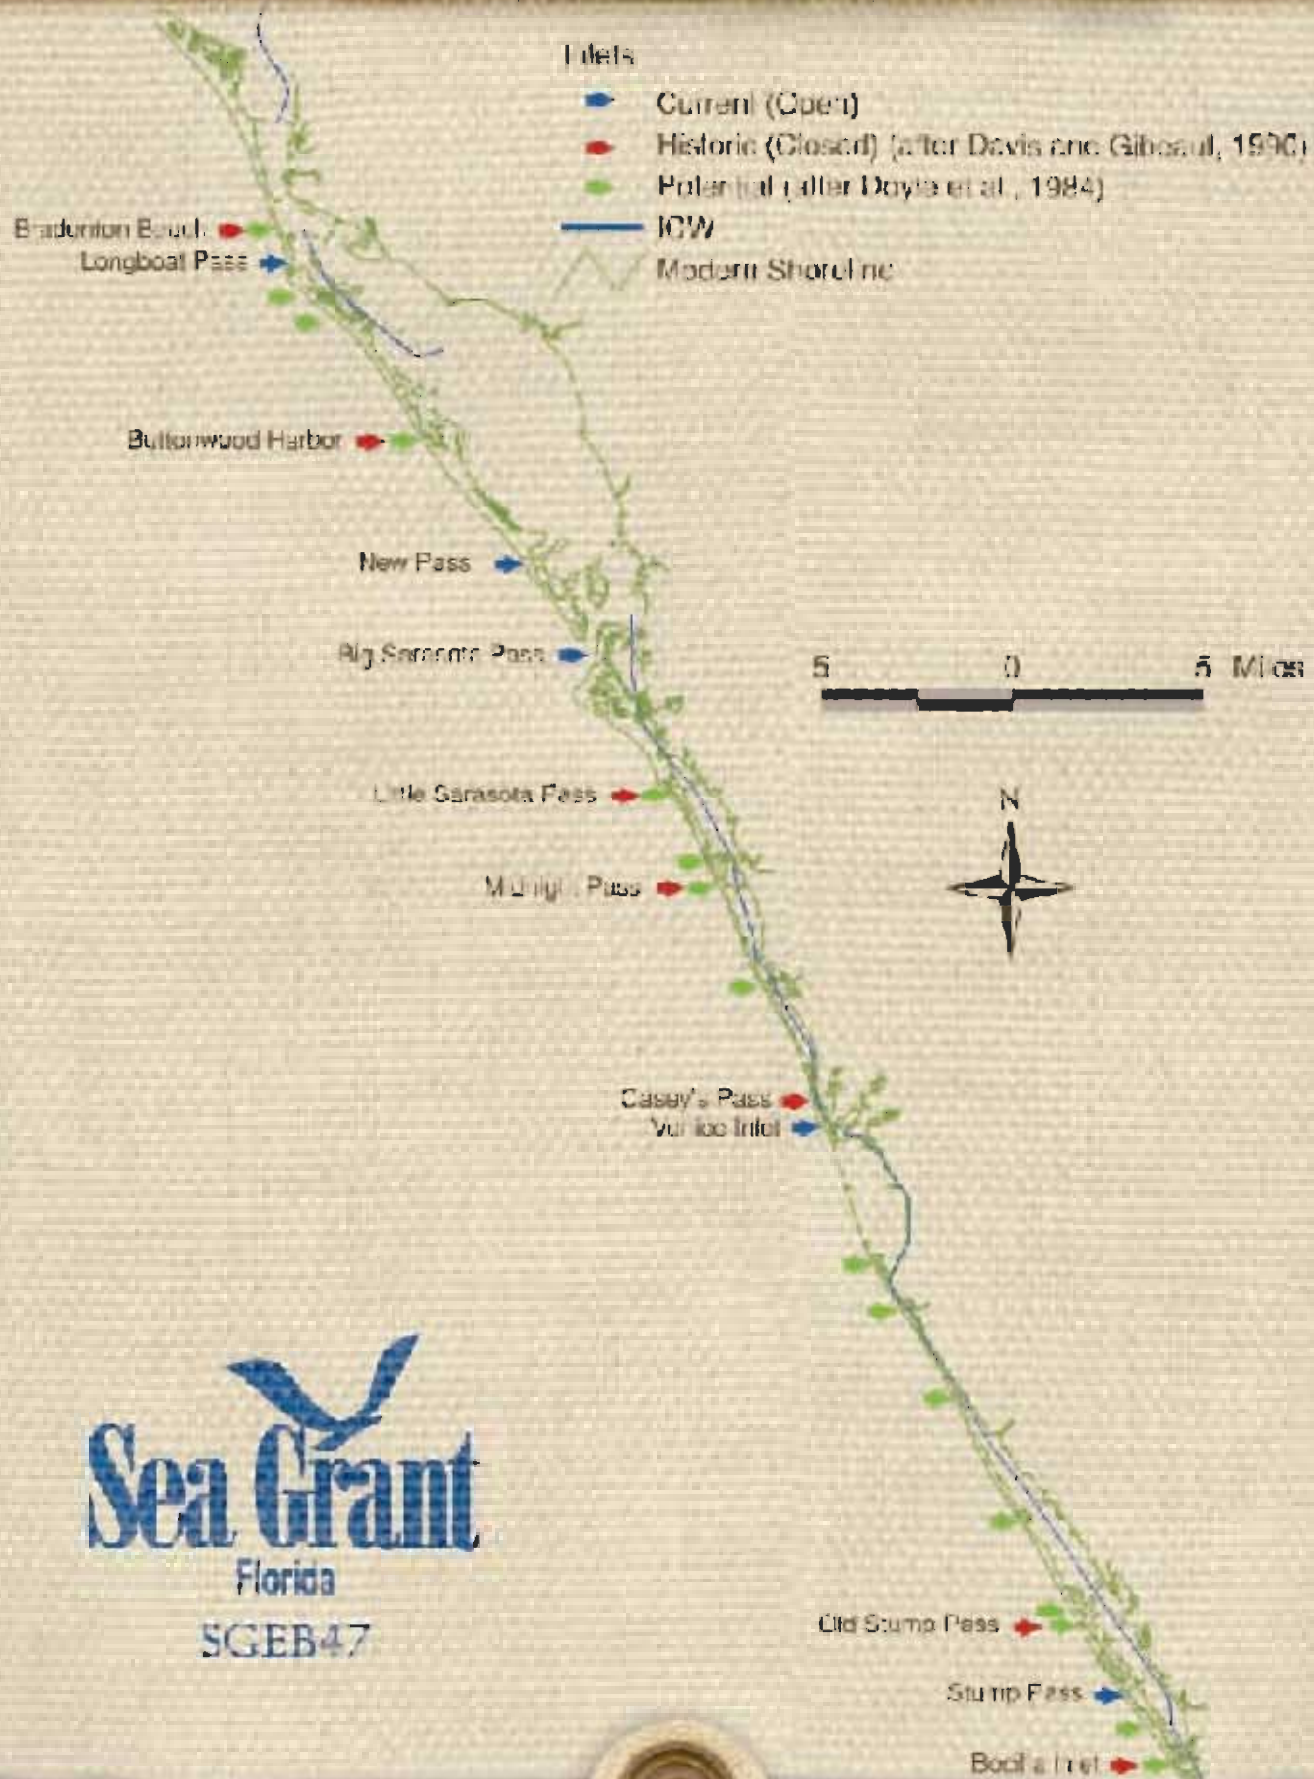 Inlets
Current (Open)
Historic (Closed) (after Davis and Gibeaut, 1990)
Potential (after Doyle et al., 1984)
ICW
Modern Shoreline
Bradenton Beach
Longboat Pass
Buttonwood Harbor
New Pass
Big Sarasota Pass
5 0 5 Miles
Little Sarasota Pass
N
Midnight Pass
Casey's Pass
Venice Inlet
Sea Grant
Florida
SGEB47
Old Stump Pass
Stump Pass
Bocilla Inlet